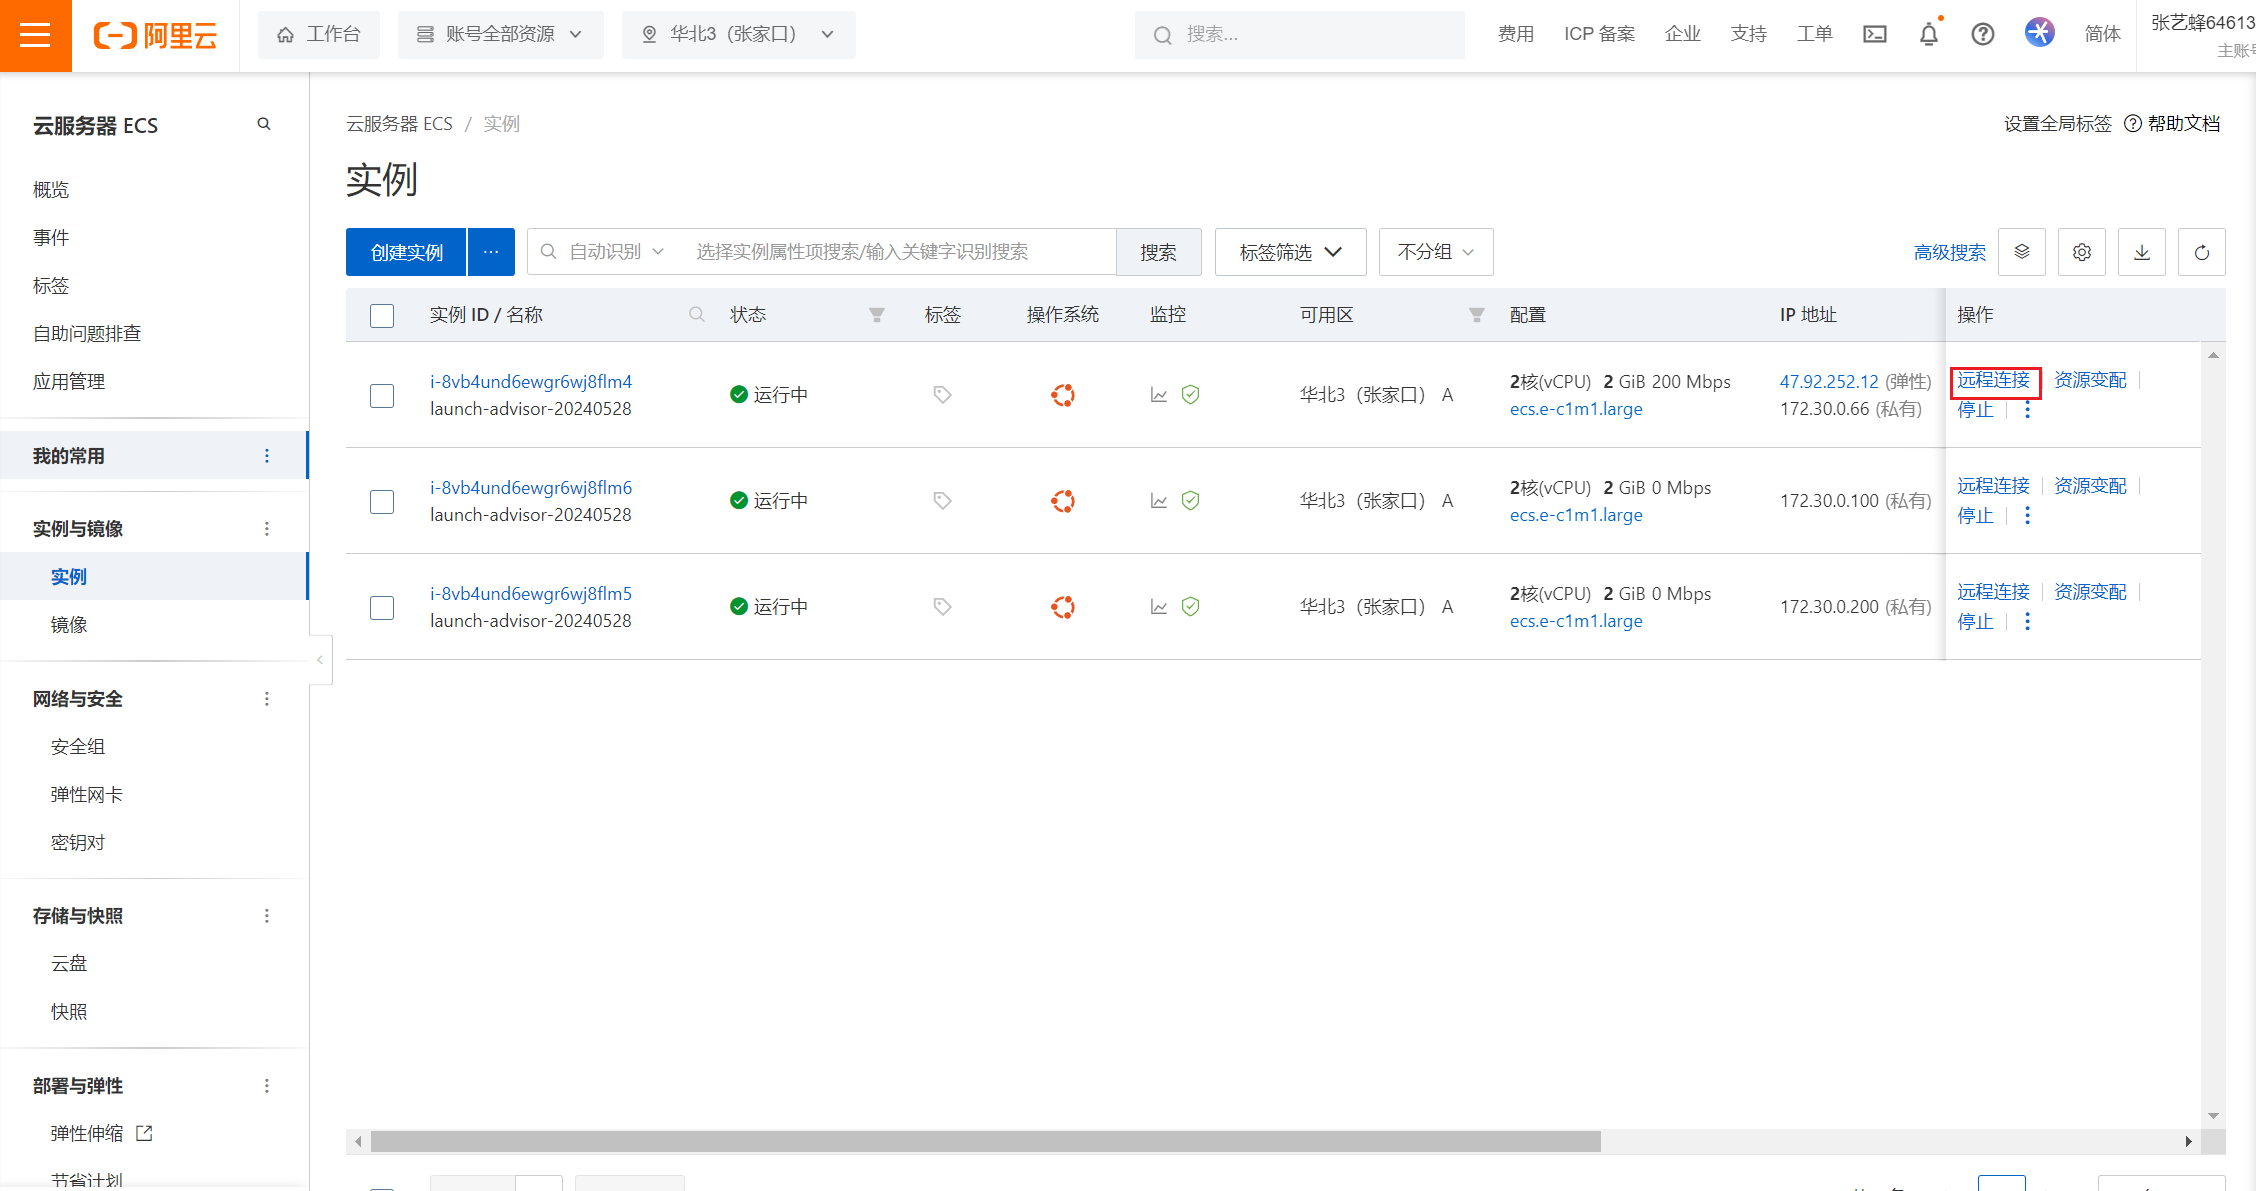 阿里云
工作台
账号全部资源
华北3（张家口）
搜索...
费用
ICP 备案
企业
支持
工单
简体
张艺蜂64613
主账号
云服务器 ECS
概览
事件
标签
自助问题排查
应用管理
我的常用
实例与镜像
实例
镜像
网络与安全
安全组
弹性网卡
密钥对
存储与快照
云盘
快照
部署与弹性
弹性伸缩
节省计划
云服务器 ECS / 实例
设置全局标签 帮助文档
实例
创建实例 ... 自动识别 选择实例属性项搜索/输入关键字识别搜索 搜索 标签筛选 不分组 高级搜索
实例 ID / 名称 状态 标签 操作系统 监控 可用区 配置 IP 地址 操作
i-8vb4und6ewgr6wj8flm4
launch-advisor-20240528
运行中
华北3（张家口） A
2核(vCPU) 2 GiB 200 Mbps
ecs.e-c1m1.large
47.92.252.12 (弹性)
172.30.0.66 (私有)
远程连接 资源变配
停止
i-8vb4und6ewgr6wj8flm6
launch-advisor-20240528
运行中
华北3（张家口） A
2核(vCPU) 2 GiB 0 Mbps
ecs.e-c1m1.large
172.30.0.100 (私有)
远程连接 资源变配
停止
i-8vb4und6ewgr6wj8flm5
launch-advisor-20240528
运行中
华北3（张家口） A
2核(vCPU) 2 GiB 0 Mbps
ecs.e-c1m1.large
172.30.0.200 (私有)
远程连接 资源变配
停止